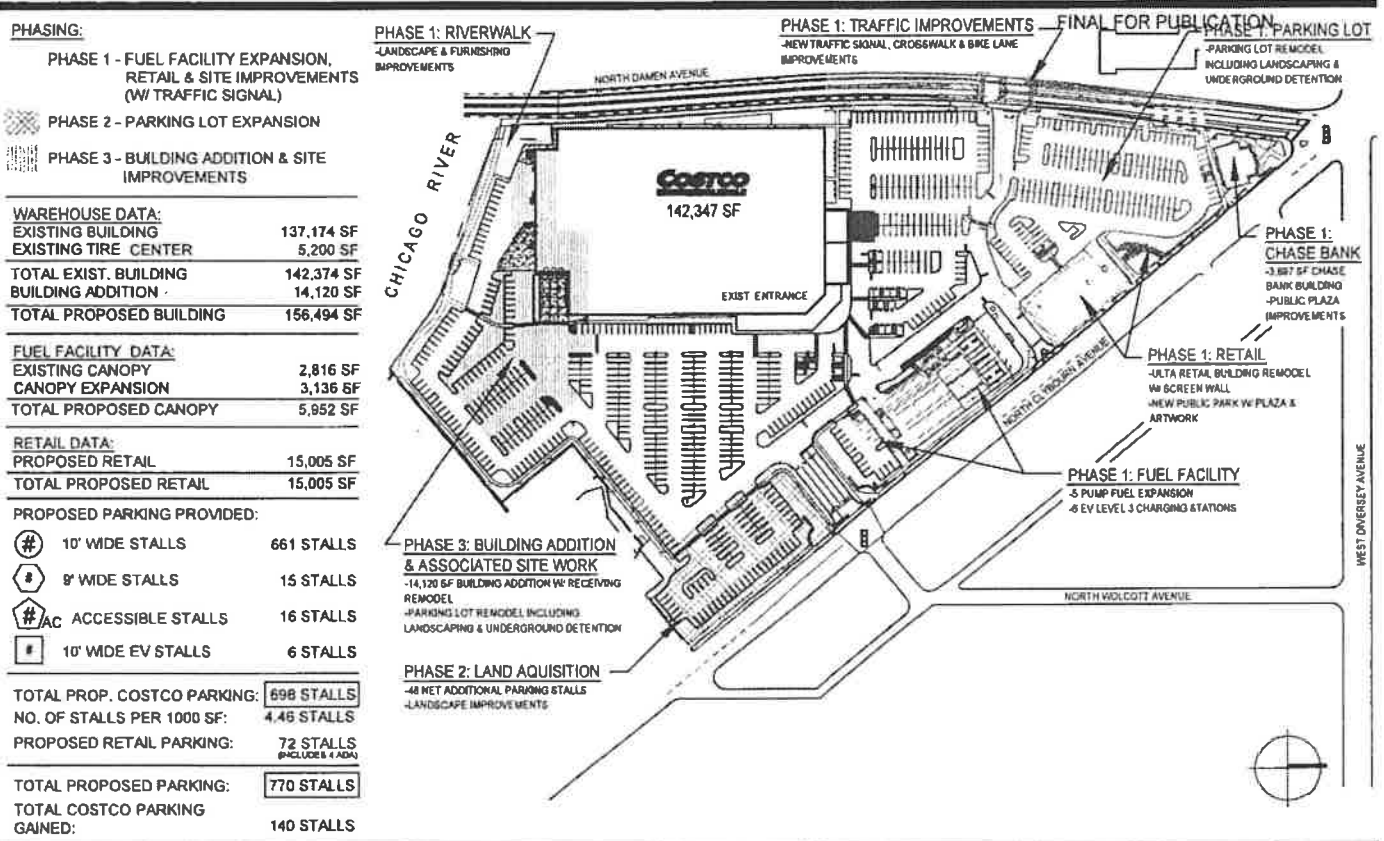 PHASING:
PHASE 1 - FUEL FACILITY EXPANSION,
RETAIL & SITE IMPROVEMENTS
(W/ TRAFFIC SIGNAL)
PHASE 2 - PARKING LOT EXPANSION
PHASE 3 - BUILDING ADDITION & SITE
IMPROVEMENTS
WAREHOUSE DATA:
EXISTING BUILDING 137,174 SF
EXISTING TIRE CENTER 5,200 SF
TOTAL EXIST. BUILDING 142,374 SF
BUILDING ADDITION 14,120 SF
TOTAL PROPOSED BUILDING 156,494 SF
FUEL FACILITY DATA:
EXISTING CANOPY 2,816 SF
CANOPY EXPANSION 3,136 SF
TOTAL PROPOSED CANOPY 5,952 SF
RETAIL DATA:
PROPOSED RETAIL 15,005 SF
TOTAL PROPOSED RETAIL 15,005 SF
PROPOSED PARKING PROVIDED:
# 10' WIDE STALLS 661 STALLS
# 9' WIDE STALLS 15 STALLS
# AC ACCESSIBLE STALLS 16 STALLS
# 10' WIDE EV STALLS 6 STALLS
TOTAL PROP. COSTCO PARKING: 698 STALLS
NO. OF STALLS PER 1000 SF: 4.46 STALLS
PROPOSED RETAIL PARKING: 72 STALLS
(INCLUDES 4 ADA)
TOTAL PROPOSED PARKING: 770 STALLS
TOTAL COSTCO PARKING
GAINED: 140 STALLS
PHASE 1: RIVERWALK
-LANDSCAPE & FURNISHING
IMPROVEMENTS
PHASE 1: TRAFFIC IMPROVEMENTS
-NEW TRAFFIC SIGNAL, CROSSWALK & BIKE LANE
IMPROVEMENTS
FINAL FOR PUBLICATION
PHASE 1: PARKING LOT
-PARKING LOT REMODEL
INCLUDING LANDSCAPING &
UNDERGROUND DETENTION
NORTH DAMEN AVENUE
CHICAGO RIVER
COSTCO
142,347 SF
EXIST ENTRANCE
PHASE 1:
CHASE BANK
-3,697 SF CHASE
BANK BUILDING
-PUBLIC PLAZA
IMPROVEMENTS
PHASE 1: RETAIL
-ULTA RETAIL BUILDING REMODEL
W/ SCREEN WALL
-NEW PUBLIC PARK W/ PLAZA &
ARTWORK
NORTH CLYBOURN AVENUE
PHASE 1: FUEL FACILITY
-5 PUMP FUEL EXPANSION
-6 EV LEVEL 3 CHARGING STATIONS
WEST DIVERSEY AVENUE
NORTH WOLCOTT AVENUE
PHASE 3: BUILDING ADDITION
& ASSOCIATED SITE WORK
-14,120 SF BUILDING ADDITION W/ RECEIVING
REMODEL
-PARKING LOT REMODEL INCLUDING
LANDSCAPING & UNDERGROUND DETENTION
PHASE 2: LAND AQUISITION
-48 NET ADDITIONAL PARKING STALLS
-LANDSCAPE IMPROVEMENTS